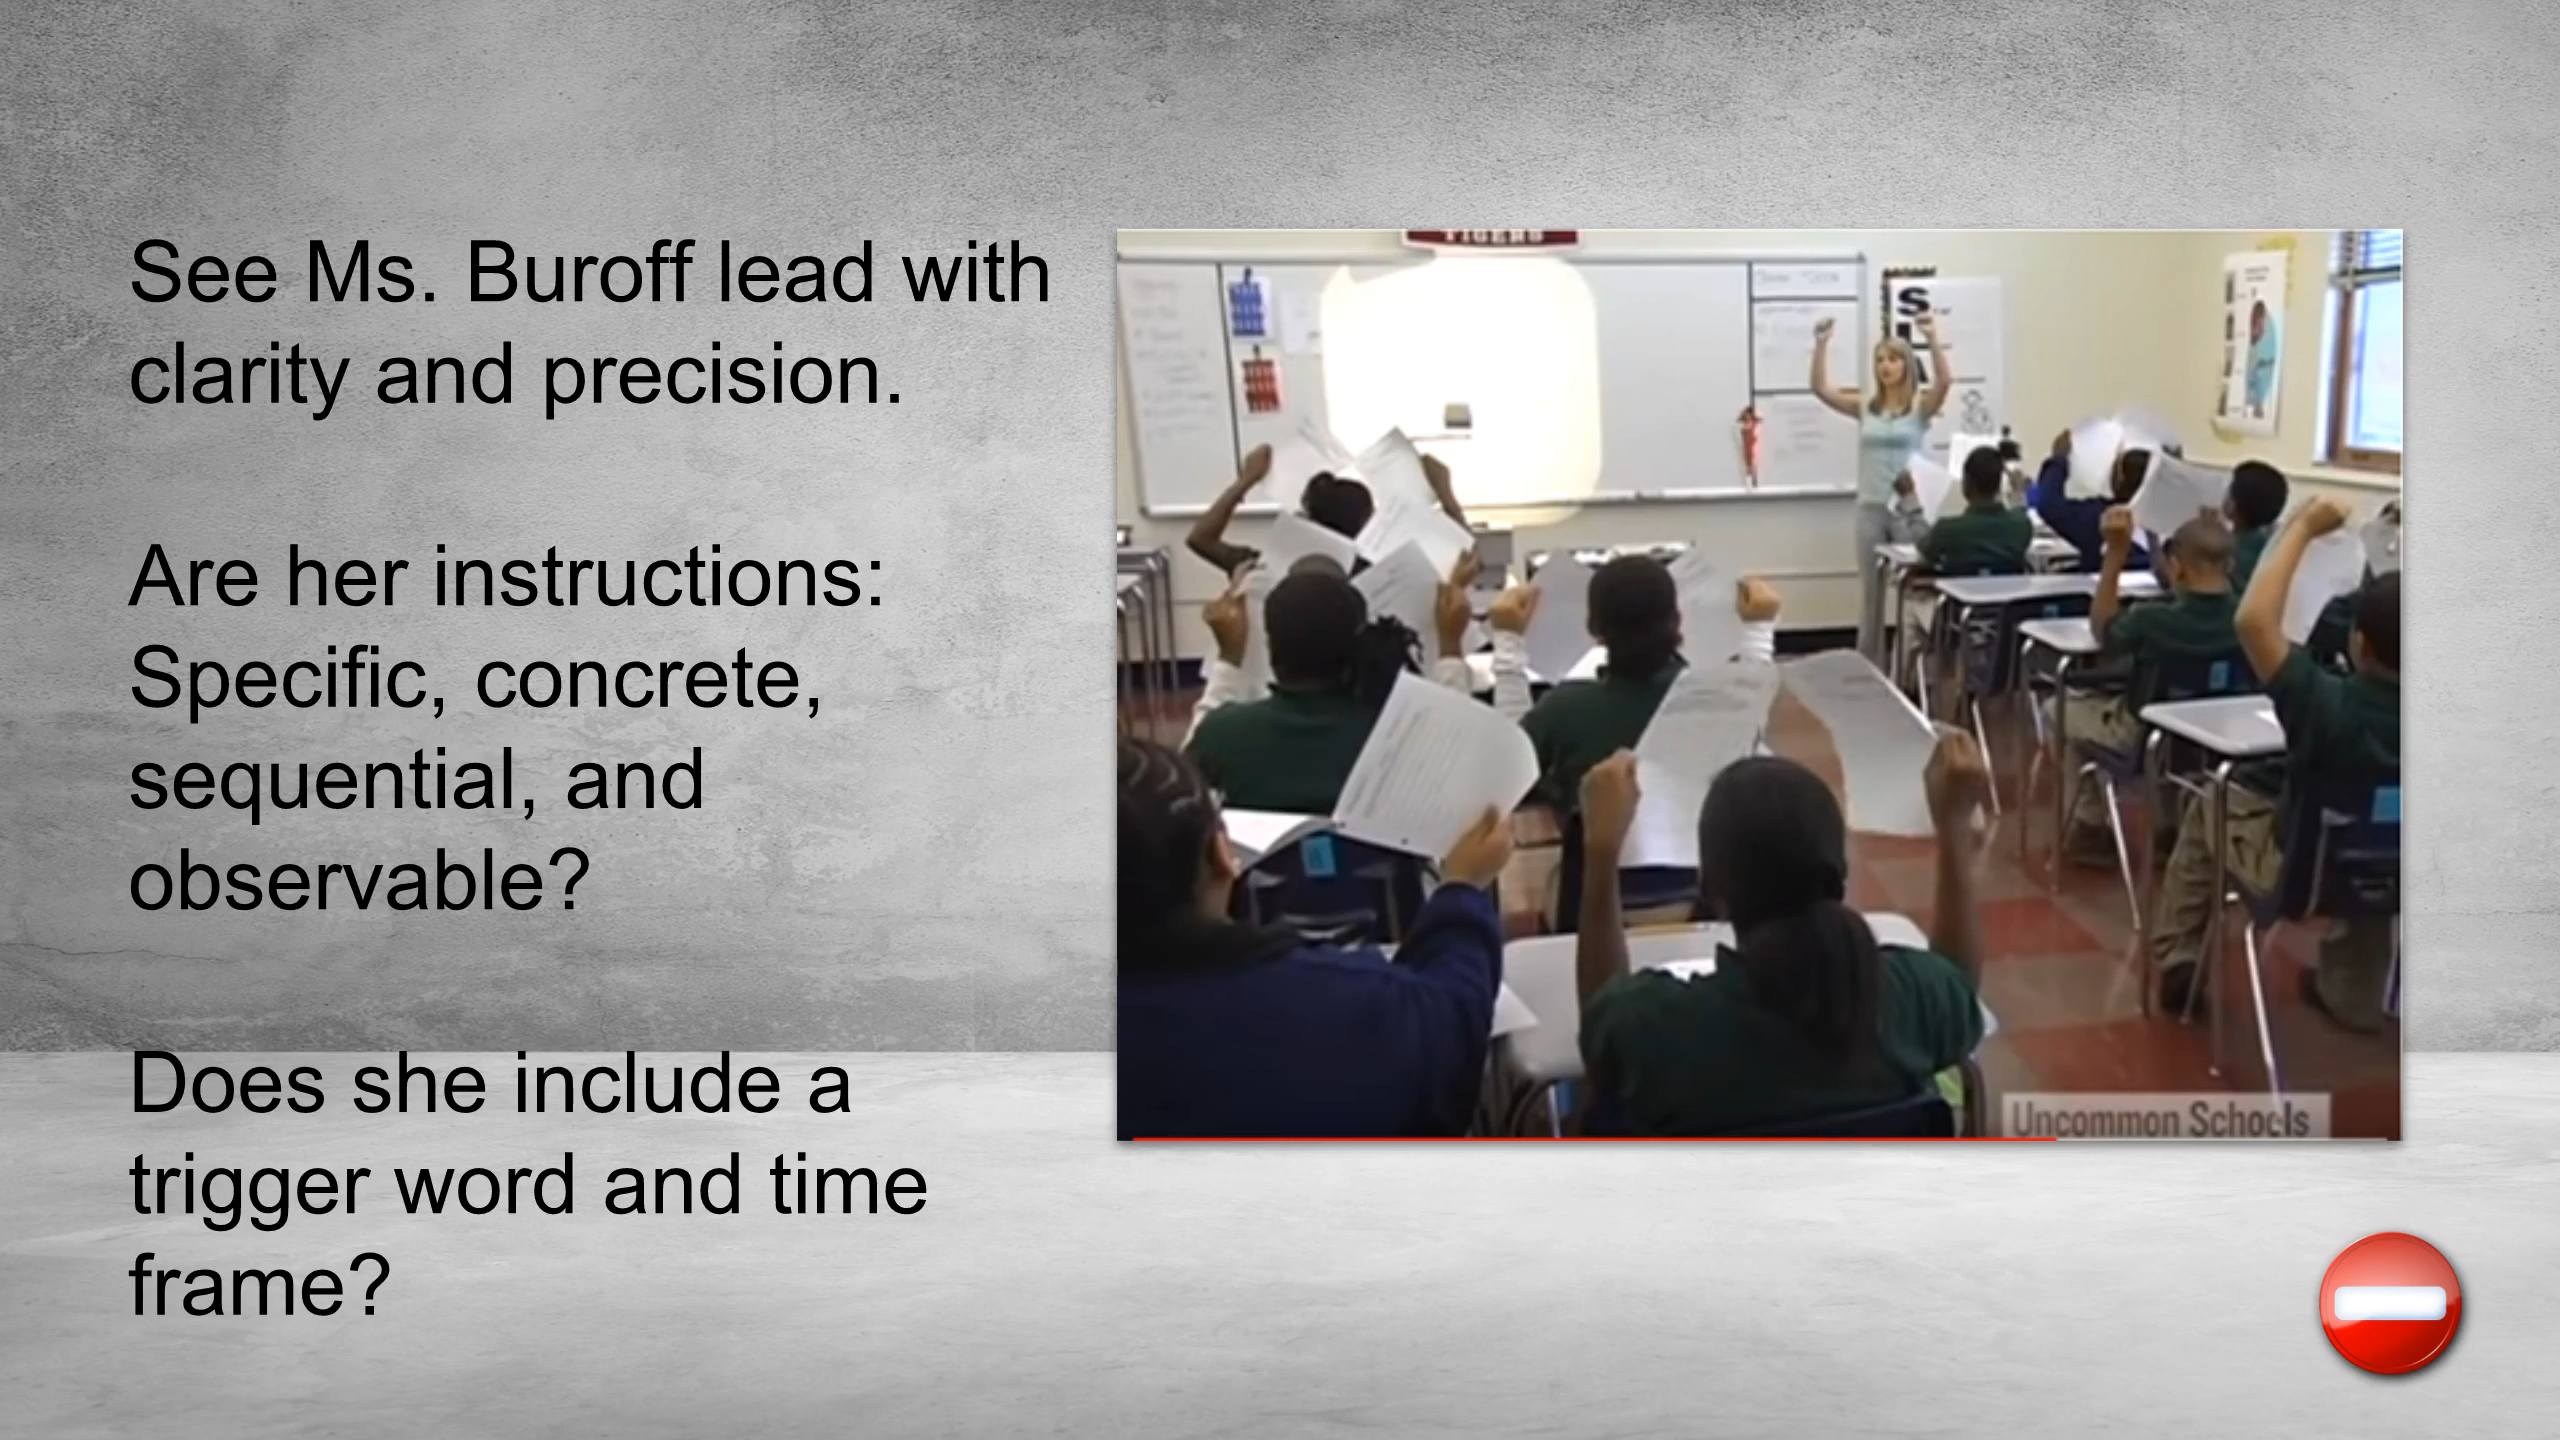 See Ms. Buroff lead with
clarity and precision.
Are her instructions:
Specific, concrete,
sequential, and
observable?
Does she include a
trigger word and time
frame?
TIGERS
S
L
A
Uncommon Schools